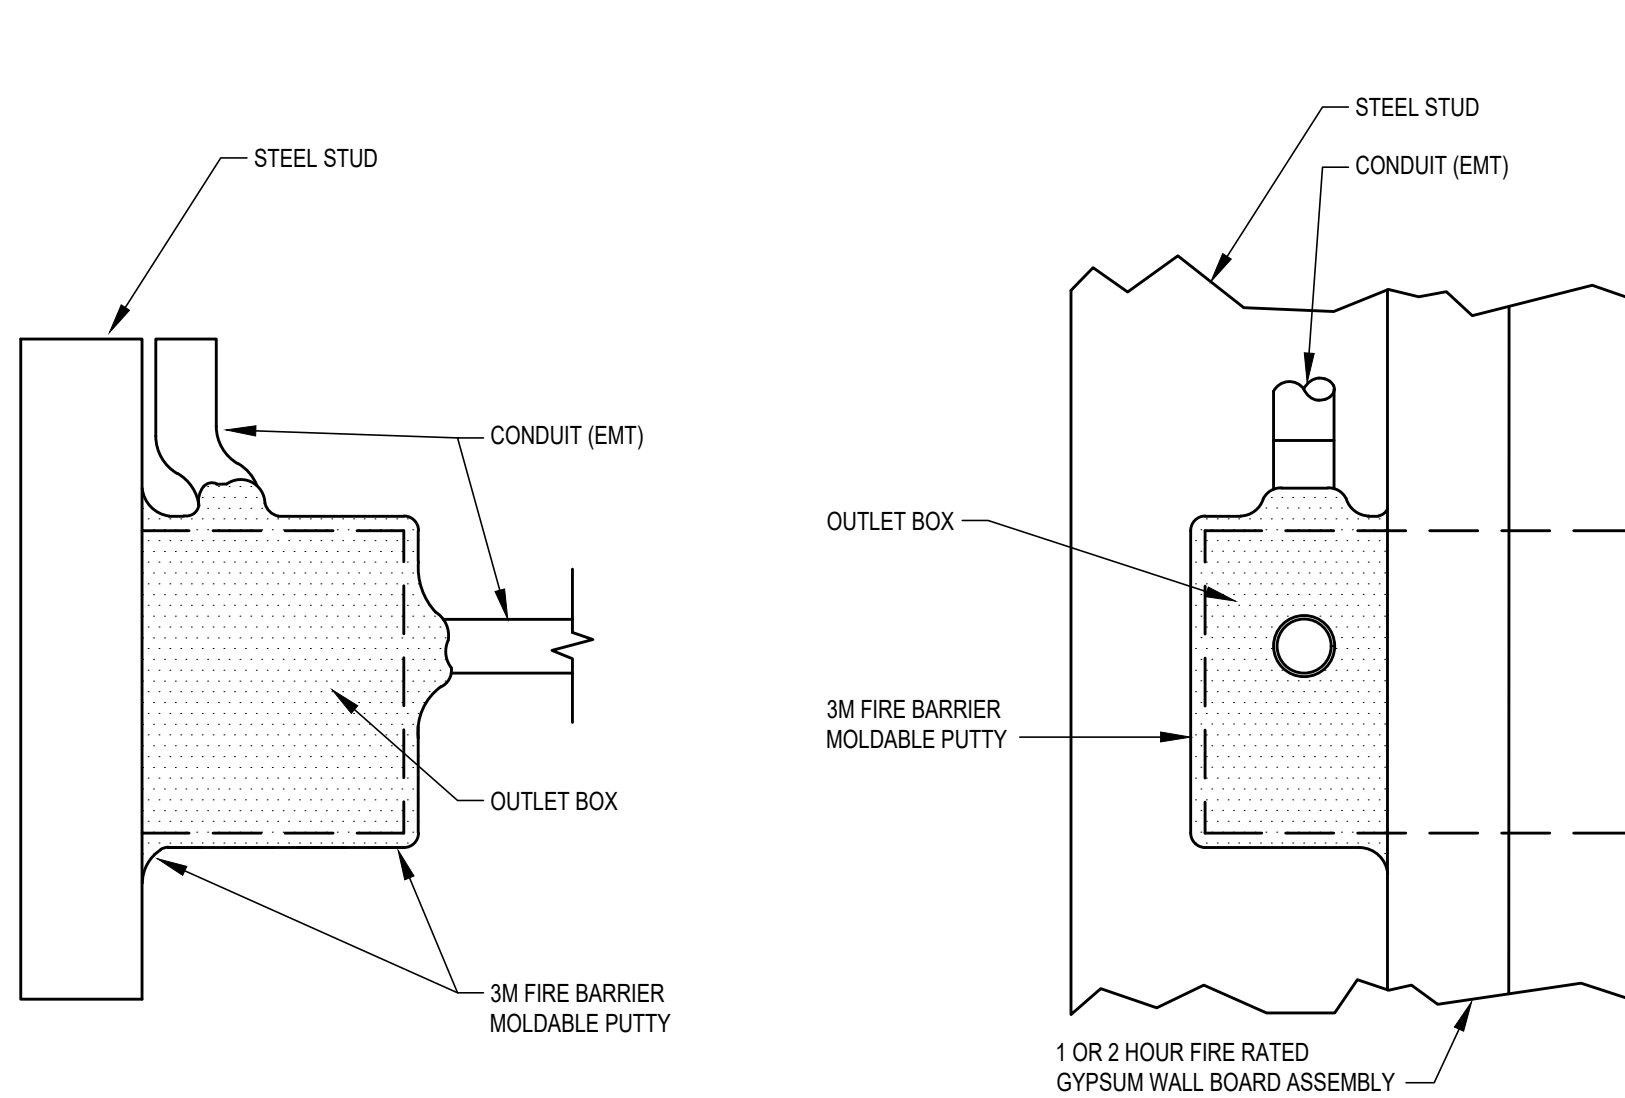 STEEL STUD
CONDUIT (EMT)
OUTLET BOX
3M FIRE BARRIER
MOLDABLE PUTTY
STEEL STUD
CONDUIT (EMT)
OUTLET BOX
3M FIRE BARRIER
MOLDABLE PUTTY
1 OR 2 HOUR FIRE RATED
GYPSUM WALL BOARD ASSEMBLY